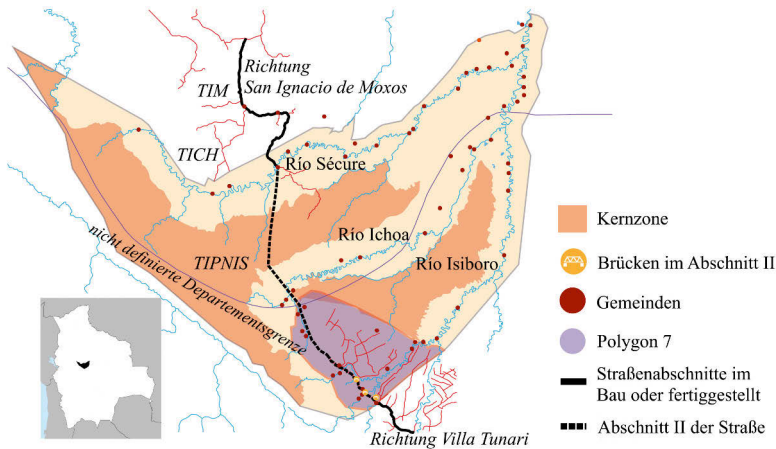 Richtung
San Ignacio de Moxos
TIM
TICH
Río Sécure
Río Ichoa
TIPNIS
Río Isiboro
nicht definierte Departementsgrenze
Richtung Villa Tunari
Kernzone
Brücken im Abschnitt II
Gemeinden
Polygon 7
Straßenabschnitte im
Bau oder fertiggestellt
Abschnitt II der Straße